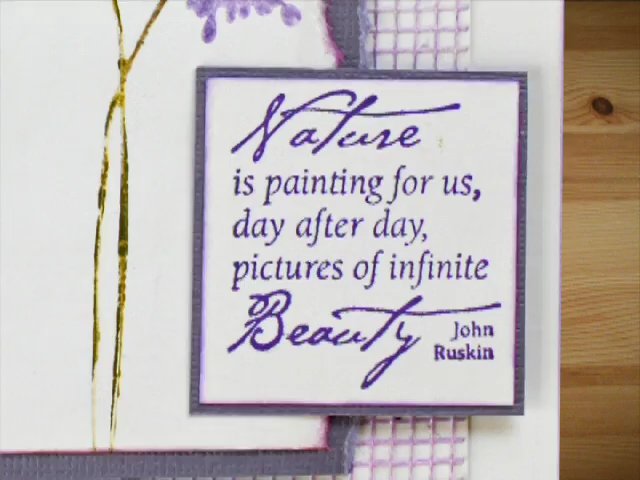 Nature
is painting for us,
day after day,
pictures of infinite
Beauty
John
Ruskin